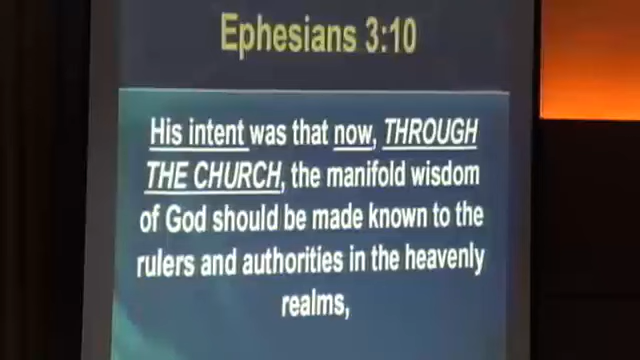 Ephesians 3:10
His intent was that now, THROUGH
THE CHURCH, the manifold wisdom
of God should be made known to the
rulers and authorities in the heavenly
realms,